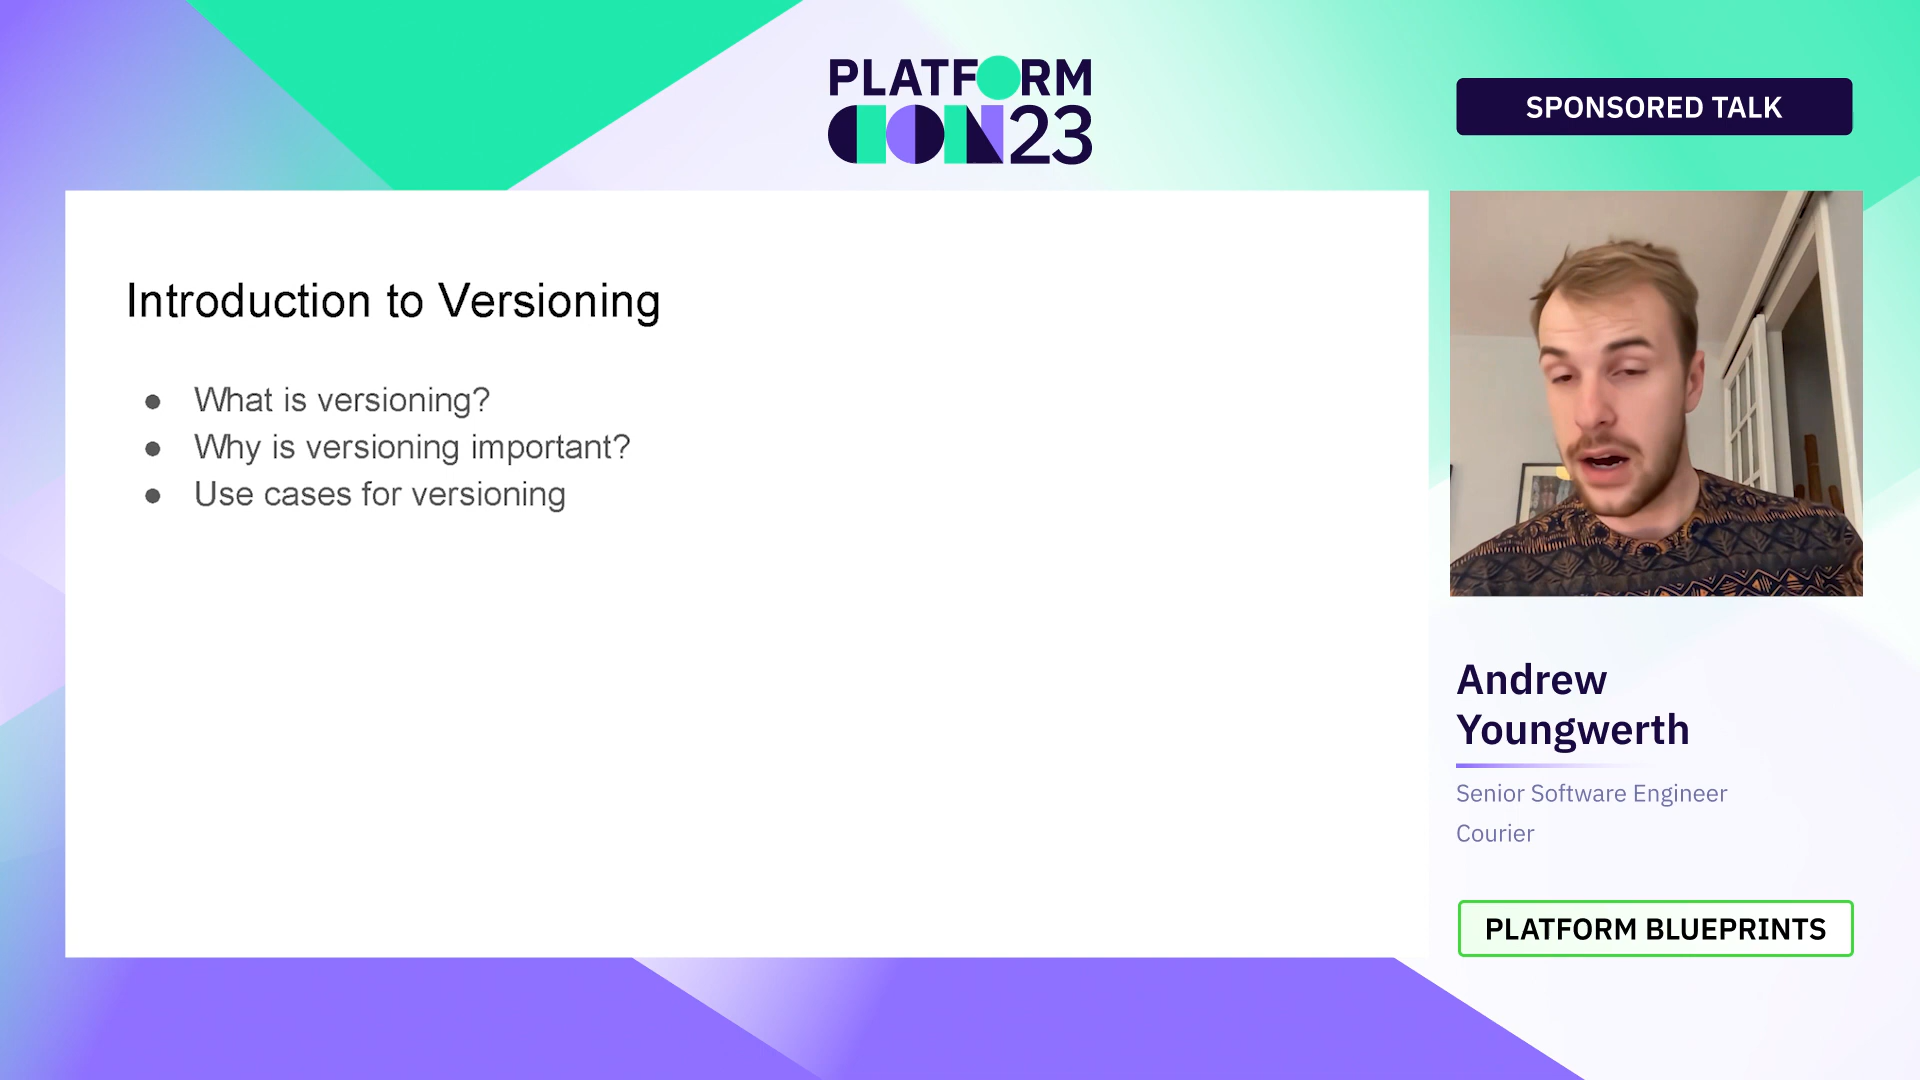 PLATFORM
CON23
SPONSORED TALK
Introduction to Versioning
● What is versioning?
● Why is versioning important?
● Use cases for versioning
Andrew
Youngwerth
Senior Software Engineer
Courier
PLATFORM BLUEPRINTS